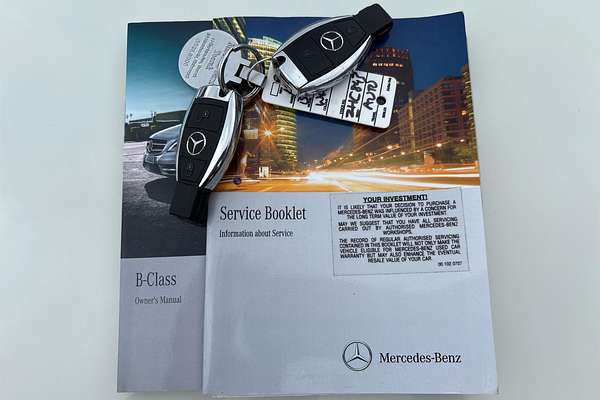 ZHC845
AUTO
YOUR INVESTMENT!
IT IS LIKELY THAT YOUR DECISION TO PURCHASE A
MERCEDES-BENZ WAS INFLUENCED BY A CONCERN FOR
THE LONG TERM VALUE OF YOUR INVESTMENT.
MAY WE SUGGEST THAT YOU HAVE ALL SERVICING
CARRIED OUT BY AUTHORISED MERCEDES-BENZ
WORKSHOPS.
THE RECORD OF REGULAR AUTHORISED SERVICING
CONTAINED IN THIS BOOKLET WILL NOT ONLY MAKE THE
VEHICLE ELIGIBLE FOR MERCEDES-BENZ USED CAR
WARRANTY BUT MAY ALSO ENHANCE THE EVENTUAL
RESALE VALUE OF YOUR CAR.
Service Booklet
Information about Service
B-Class
Owner's Manual
Mercedes-Benz